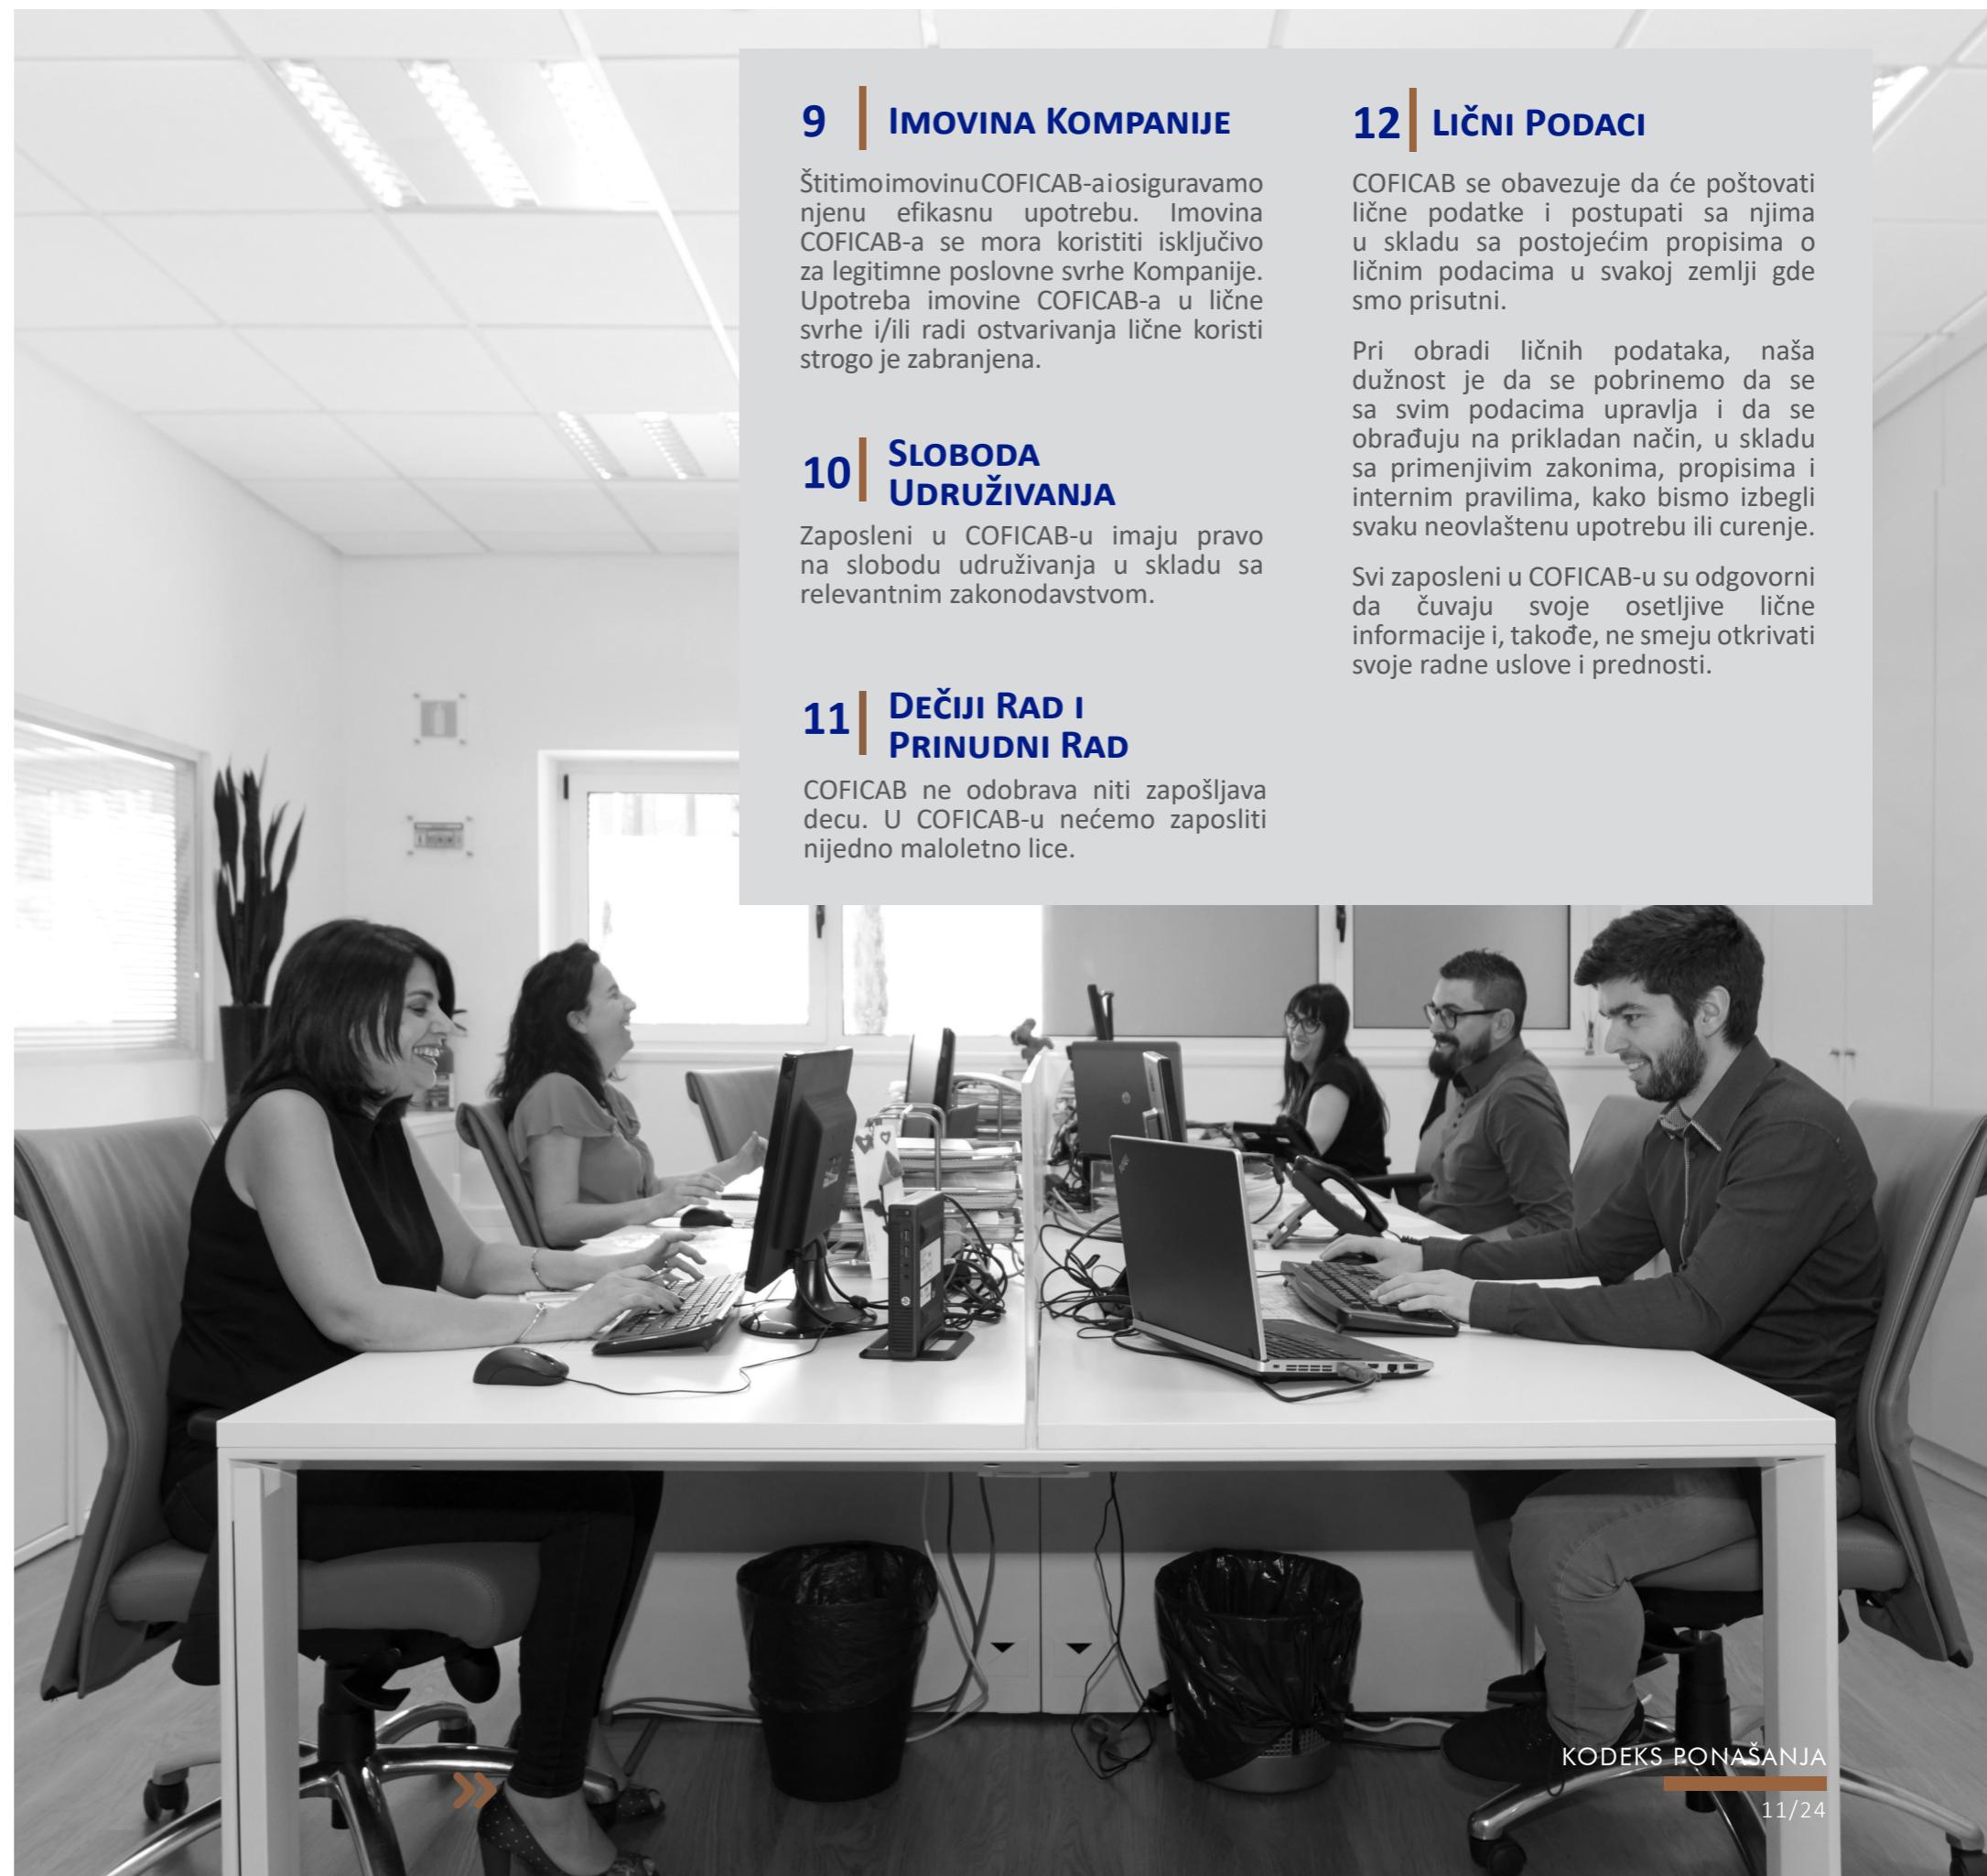 9 IMOVINA KOMPANIJE
Štitimo imovinu COFICAB-a i osiguravamo
njenu efikasnu upotrebu. Imovina
COFICAB-a se mora koristiti isključivo
za legitimne poslovne svrhe Kompanije.
Upotreba imovine COFICAB-a u lične
svrhe i/ili radi ostvarivanja lične koristi
strogo je zabranjena.
10 SLOBODA
UDRUŽIVANJA
Zaposleni u COFICAB-u imaju pravo
na slobodu udruživanja u skladu sa
relevantnim zakonodavstvom.
11 DEČIJI RAD I
PRINUDNI RAD
COFICAB ne odobrava niti zapošljava
decu. U COFICAB-u nećemo zaposliti
nijedno maloletno lice.
12 LIČNI PODACI
COFICAB se obavezuje da će poštovati
lične podatke i postupati sa njima
u skladu sa postojećim propisima o
ličnim podacima u svakoj zemlji gde
smo prisutni.
Pri obradi ličnih podataka, naša
dužnost je da se pobrinemo da se
sa svim podacima upravlja i da se
obrađuju na prikladan način, u skladu
sa primenjivim zakonima, propisima i
internim pravilima, kako bismo izbegli
svaku neovlaštenu upotrebu ili curenje.
Svi zaposleni u COFICAB-u su odgovorni
da čuvaju svoje osetljive lične
informacije i, takođe, ne smeju otkrivati
svoje radne uslove i prednosti.
KODEKS PONAŠANJA
11/24